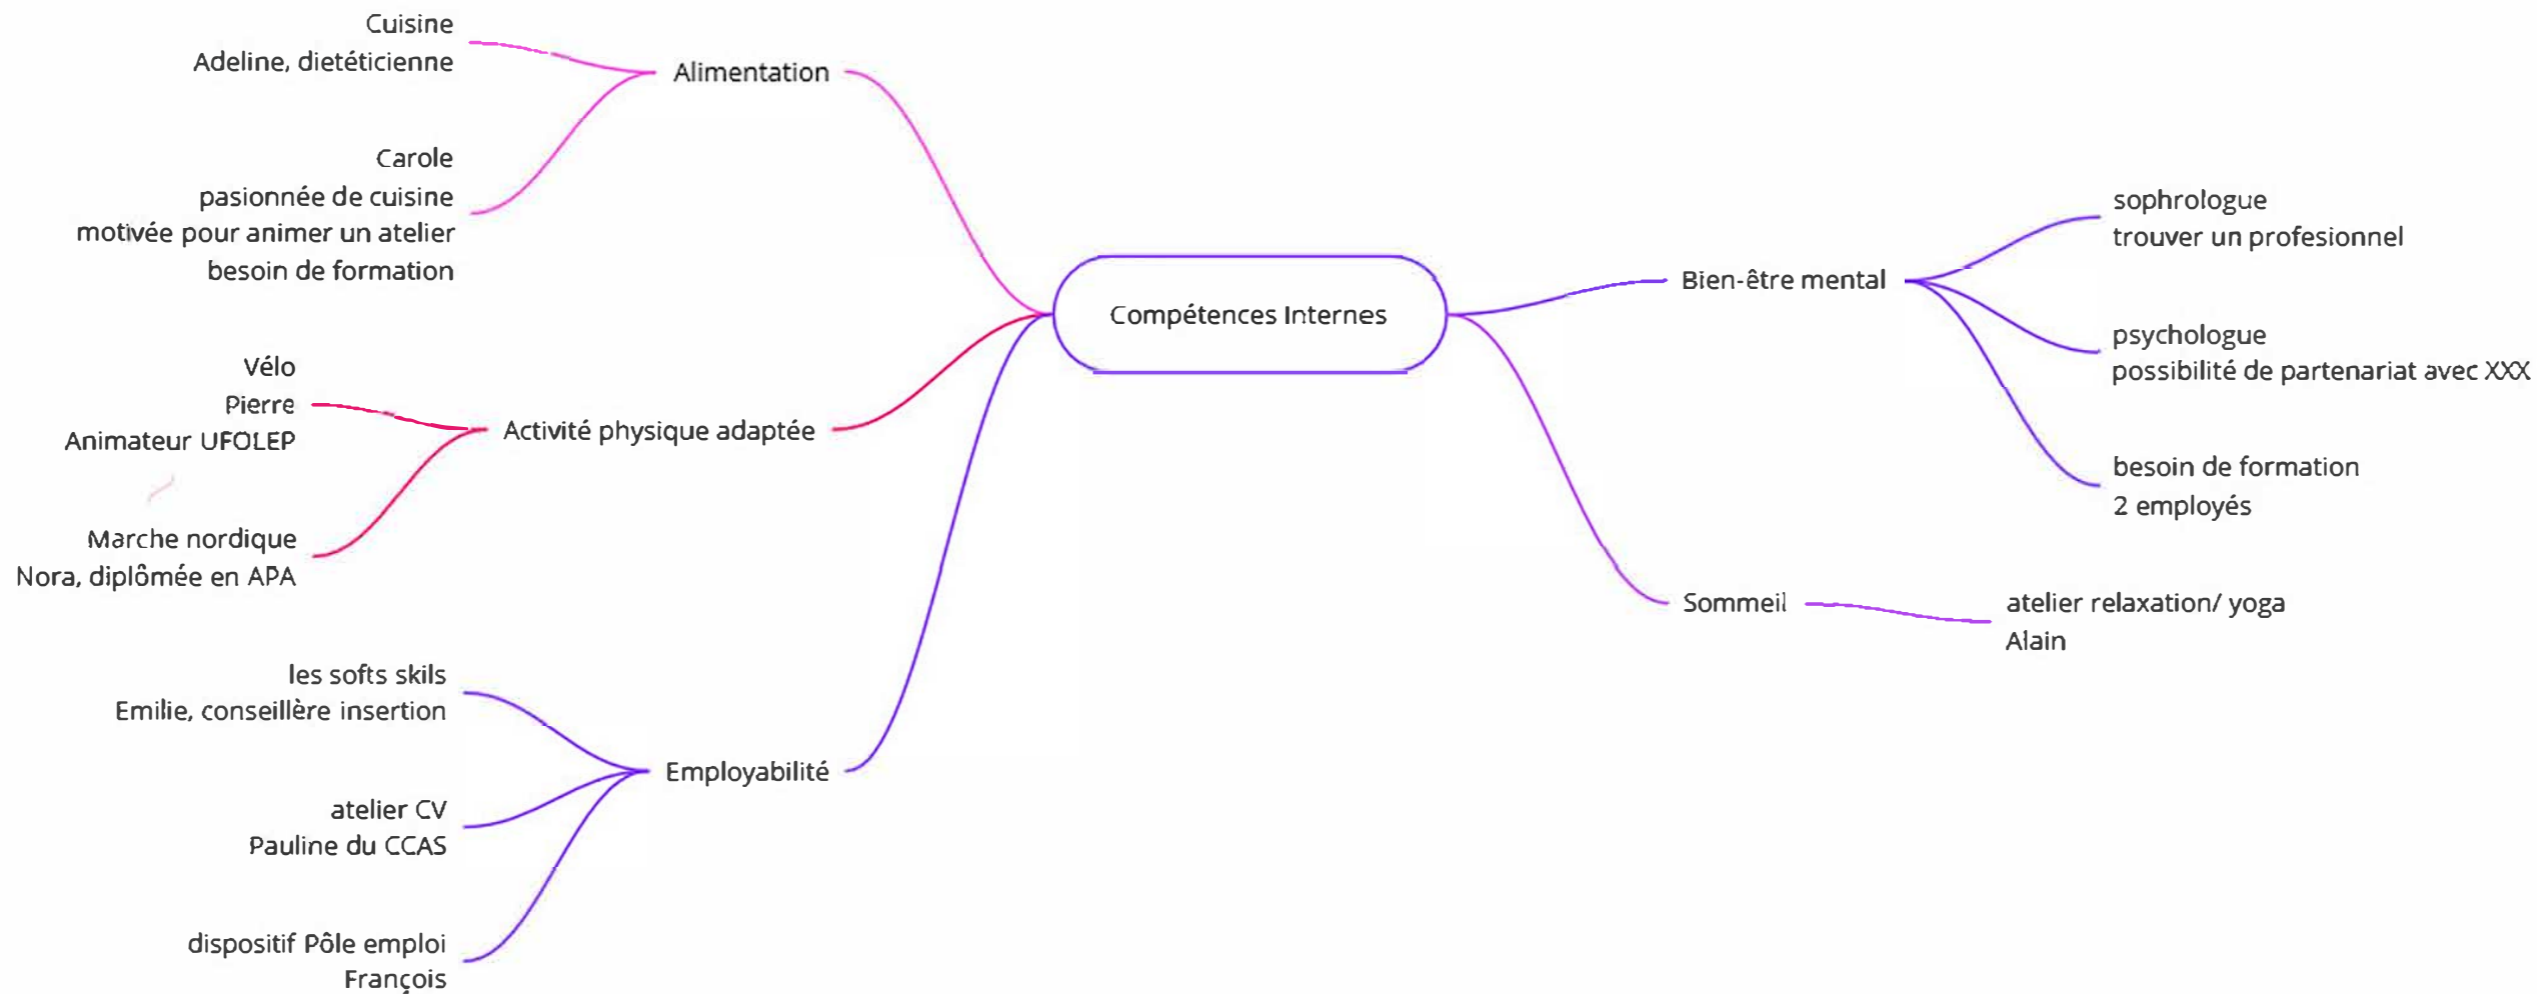 Cuisine
Adeline, dietéticienne
Alimentation
Carole
pasionnée de cuisine
motivée pour animer un atelier
besoin de formation
Vélo
Pierre
Animateur UFOLEP
Activité physique adaptée
Marche nordique
Nora, diplômée en APA
les softs skils
Emilie, conseillère insertion
Employabilité
atelier CV
Pauline du CCAS
dispositif Pôle emploi
François
Compétences Internes
Bien-être mental
sophrologue
trouver un profesionnel
psychologue
possibilité de partenariat avec XXX
besoin de formation
2 employés
Sommeil
atelier relaxation/ yoga
Alain